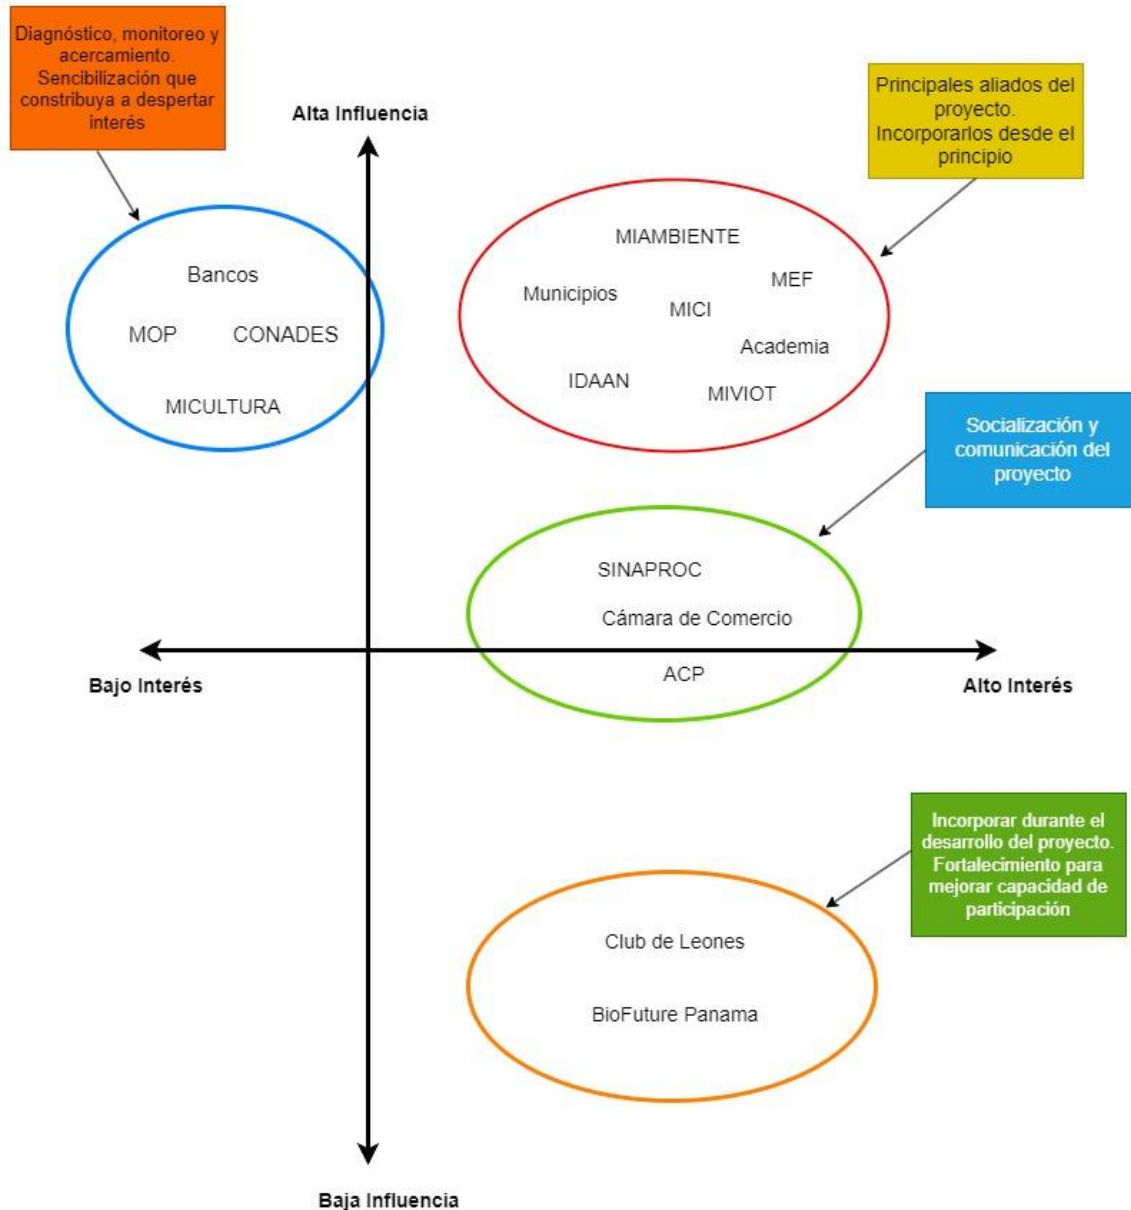 Diagnóstico, monitoreo y
acercamiento.
Sencibilización que
constribuya a despertar
interés
Alta Influencia
Principales aliados del
proyecto.
Incorporarlos desde el
principio
Bancos
MOP
CONADES
MICULTURA
MIAMBIENTE
MEF
Municipios
MICI
Academia
IDAAN
MIVIOT
Socialización y
comunicación del
proyecto
SINAPROC
Cámara de Comercio
ACP
Bajo Interés
Alto Interés
Incorporar durante el
desarrollo del proyecto.
Fortalecimiento para
mejorar capacidad de
participación
Club de Leones
BioFuture Panama
Baja Influencia